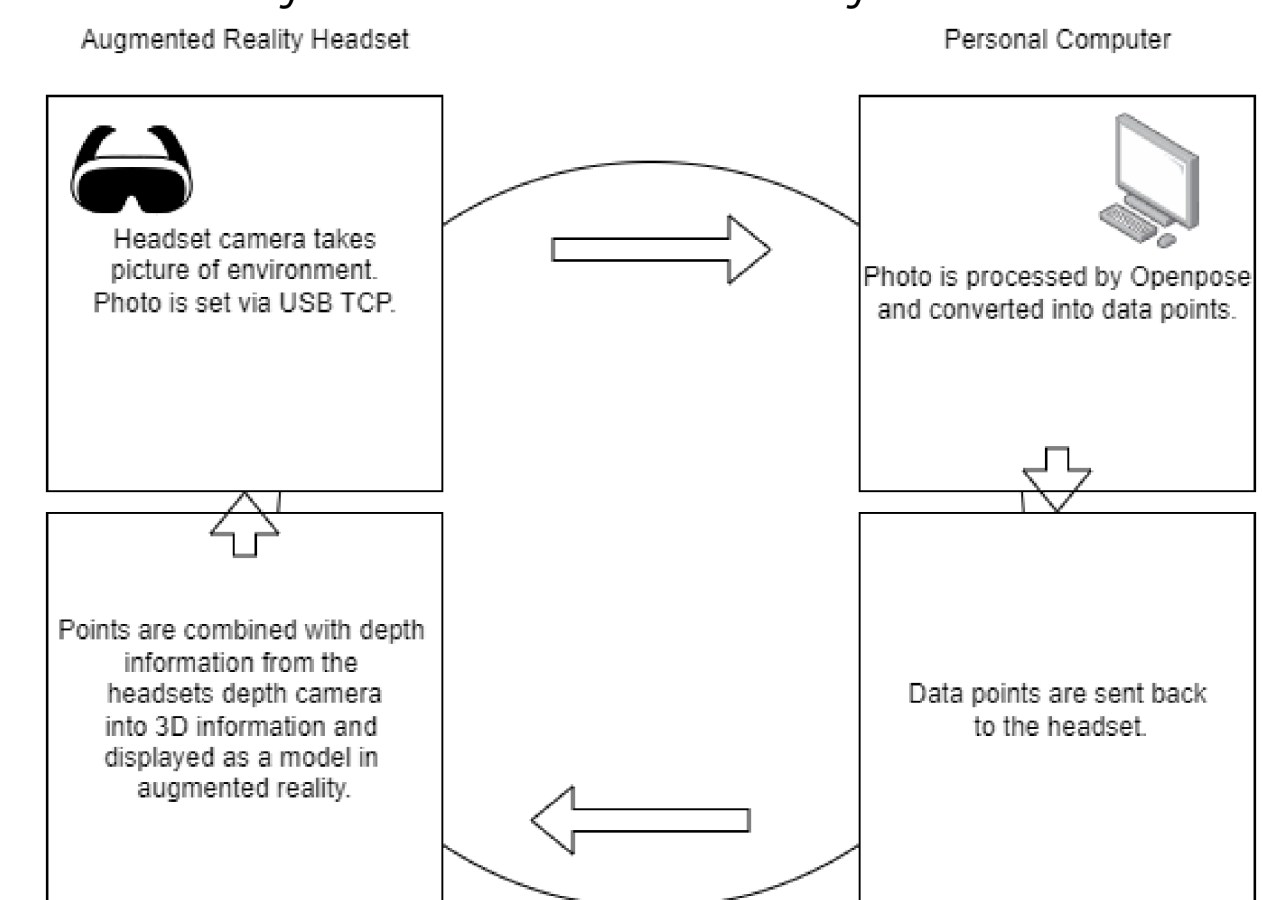 Augmented Reality Headset
Personal Computer
Headset camera takes
picture of environment.
Photo is set via USB TCP.
Photo is processed by Openpose
and converted into data points.
Points are combined with depth
information from the
headsets depth camera
into 3D information and
displayed as a model in
augmented reality.
Data points are sent back
to the headset.